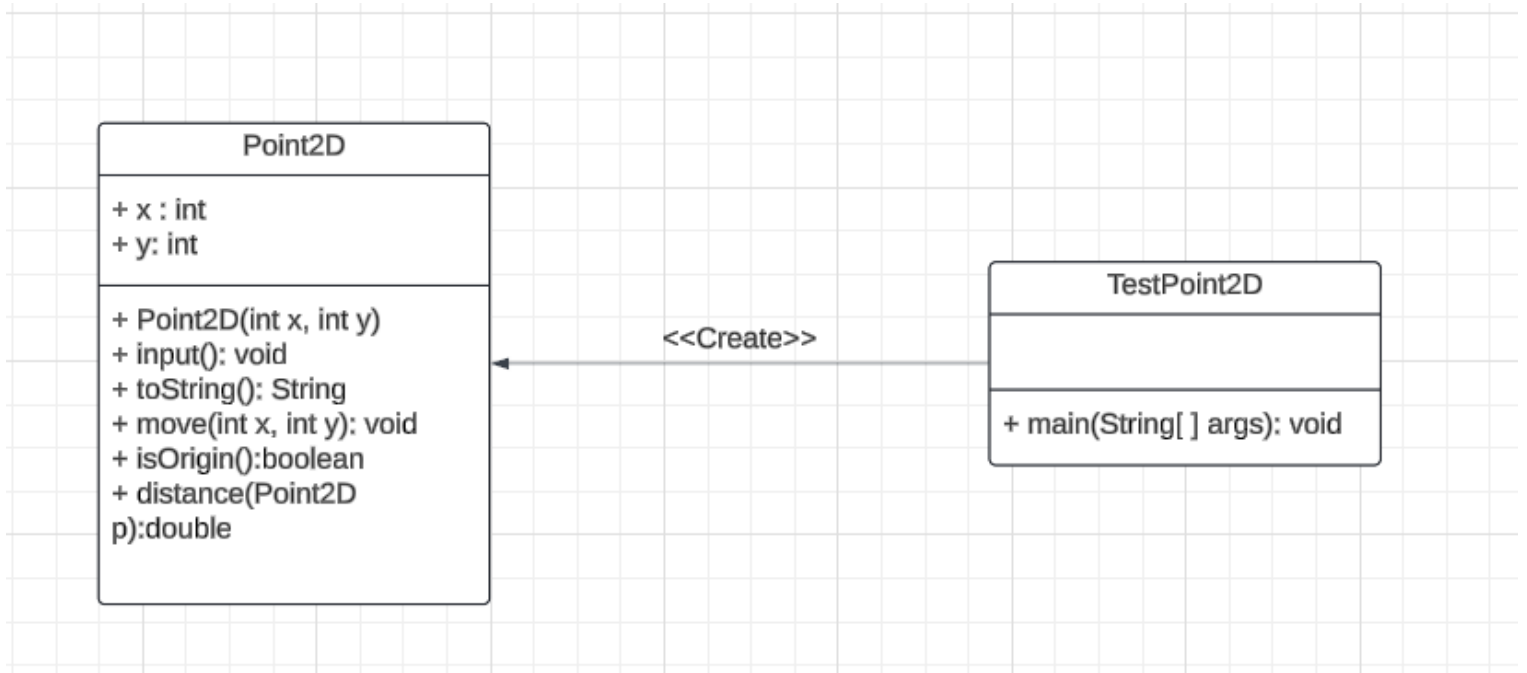 Point2D
+ x : int
+ y: int
+ Point2D(int x, int y)
+ input(): void
+ toString(): String
+ move(int x, int y): void
+ isOrigin():boolean
+ distance(Point2D
p):double
<<Create>>
TestPoint2D
+ main(String[ ] args): void